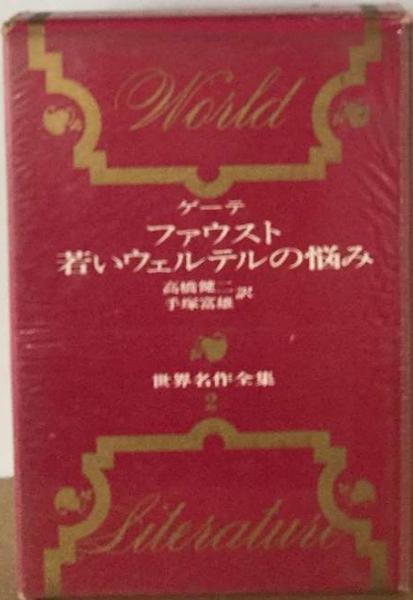 World
ゲーテ
ファウスト
若いウェルテルの悩み
高橋健二
手塚富雄
訳
世界名作全集
2
Literature